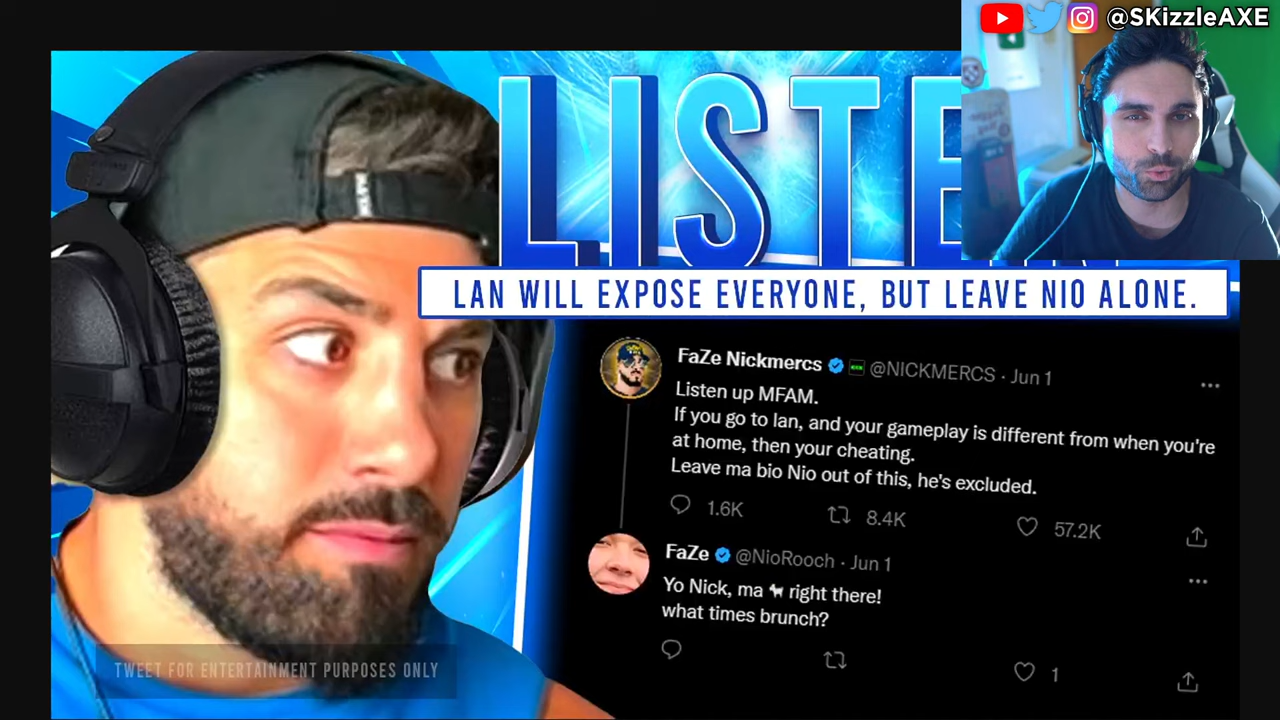 @SKizzleAXE
LISTE
LAN WILL EXPOSE EVERYONE, BUT LEAVE NIO ALONE.
FaZe Nickmercs @NICKMERCS · Jun 1
Listen up MFAM.
If you go to lan, and your gameplay is different from when you're
at home, then your cheating.
Leave ma bio Nio out of this, he's excluded.
1.6K 8.4K 57.2K
FaZe @NioRooch · Jun 1
Yo Nick, ma 🐐 right there!
what times brunch?
1
TWEET FOR ENTERTAINMENT PURPOSES ONLY